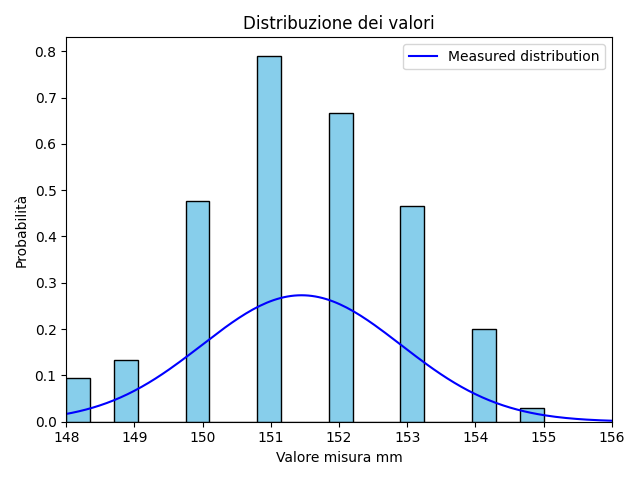 Distribuzione dei valori
Measured distribution
0.8
0.7
0.6
0.5
0.4
0.3
0.2
0.1
0.0
Probabilità
148 149 150 151 152 153 154 155 156
Valore misura mm